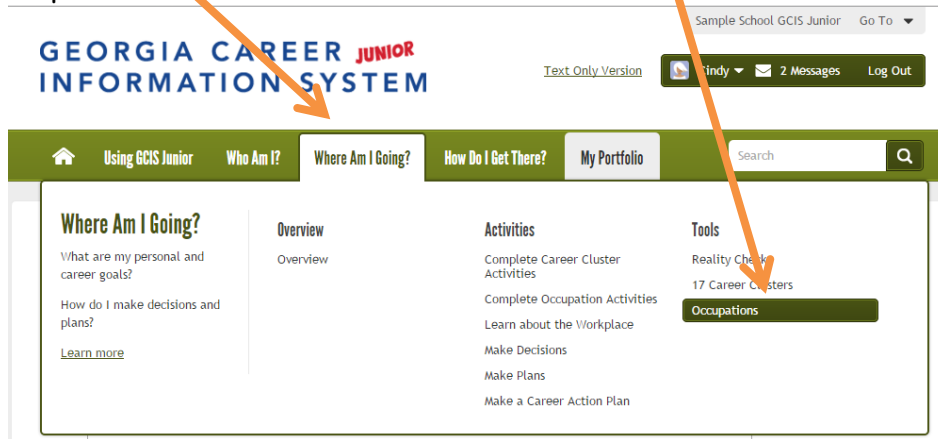 Sample School GCIS Junior Go To
GEORGIA CAREER JUNIOR
INFORMATION SYSTEM
Text Only Version
Cindy 2 Messages Log Out
Using GCIS Junior Who Am I? Where Am I Going? How Do I Get There? My Portfolio Search
Where Am I Going?
What are my personal and
career goals?
How do I make decisions and
plans?
Learn more
Overview
Overview
Activities
Complete Career Cluster
Activities
Complete Occupation Activities
Learn about the Workplace
Make Decisions
Make Plans
Make a Career Action Plan
Tools
Reality Check
17 Career Clusters
Occupations